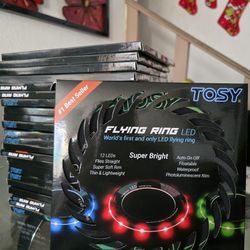 #1 Best Seller
TOSY
FLYING RING LED
World's first and only LED flying ring
12 LEDs
Flies Straight
Super Soft Rim
Thin & Lightweight
Super Bright
Auto On-Off
Floatable
Waterproof
Photoluminescent Rim